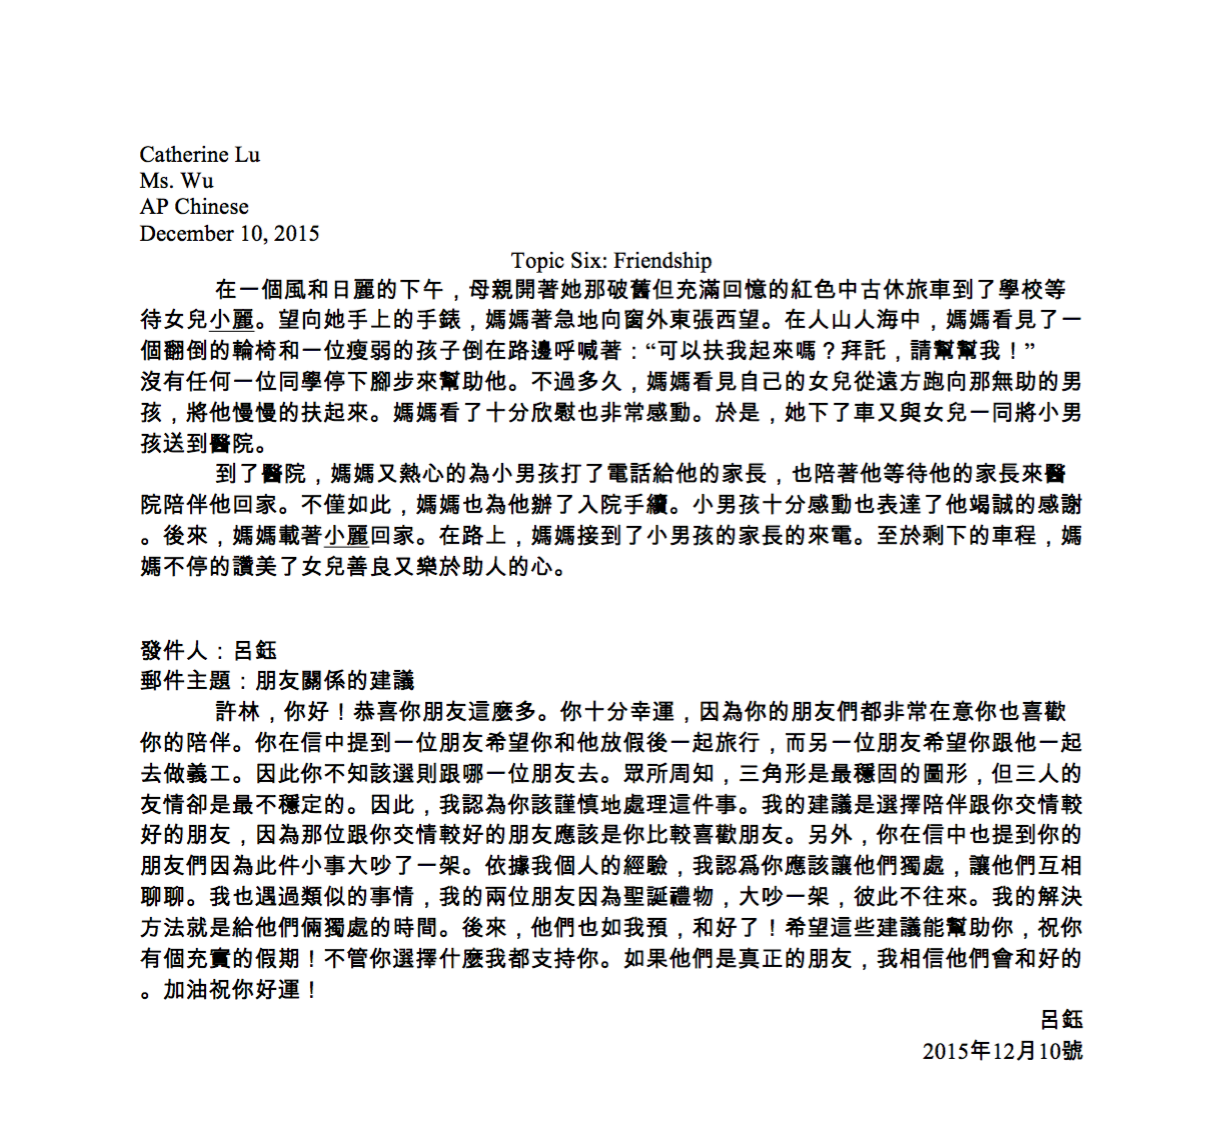 Catherine Lu
Ms. Wu
AP Chinese
December 10, 2015
Topic Six: Friendship
在一個風和日麗的下午，母親開著她那破舊但充滿回憶的紅色中古休旅車到了學校等
待女兒小麗。望向她手上的手錶，媽媽著急地向窗外東張西望。在人山人海中，媽媽看見了一
個翻倒的輪椅和一位瘦弱的孩子倒在路邊呼喊著：“可以扶我起來嗎？拜託，請幫幫我！”
沒有任何一位同學停下腳步來幫助他。不過多久，媽媽看見自己的女兒從遠方跑向那無助的男
孩，將他慢慢的扶起來。媽媽看了十分欣慰也非常感動。於是，她下了車又與女兒一同將小男
孩送到醫院。
到了醫院，媽媽又熱心的為小男孩打了電話給他的家長，也陪著他等待他的家長來醫
院陪伴他回家。不僅如此，媽媽也為他辦了入院手續。小男孩十分感動也表達了他竭誠的感謝
。後來，媽媽載著小麗回家。在路上，媽媽接到了小男孩的家長的來電。至於剩下的車程，媽
媽不停的讚美了女兒善良又樂於助人的心。
發件人：呂鈺
郵件主題：朋友關係的建議
許林，你好！恭喜你朋友這麼多。你十分幸運，因為你的朋友們都非常在意你也喜歡
你的陪伴。你在信中提到一位朋友希望你和他放假後一起旅行，而另一位朋友希望你跟他一起
去做義工。因此你不知該選則跟哪一位朋友去。眾所周知，三角形是最穩固的圖形，但三人的
友情卻是最不穩定的。因此，我認為你該謹慎地處理這件事。我的建議是選擇陪伴跟你交情較
好的朋友，因為那位跟你交情較好的朋友應該是你比較喜歡朋友。另外，你在信中也提到你的
朋友們因為此件小事大吵了一架。依據我個人的經驗，我認爲你應該讓他們獨處，讓他們互相
聊聊。我也遇過類似的事情，我的兩位朋友因為聖誕禮物，大吵一架，彼此不往來。我的解決
方法就是給他們倆獨處的時間。後來，他們也如我預，和好了！希望這些建議能幫助你，祝你
有個充實的假期！不管你選擇什麼我都支持你。如果他們是真正的朋友，我相信他們會和好的
。加油祝你好運！
呂鈺
2015年12月10號